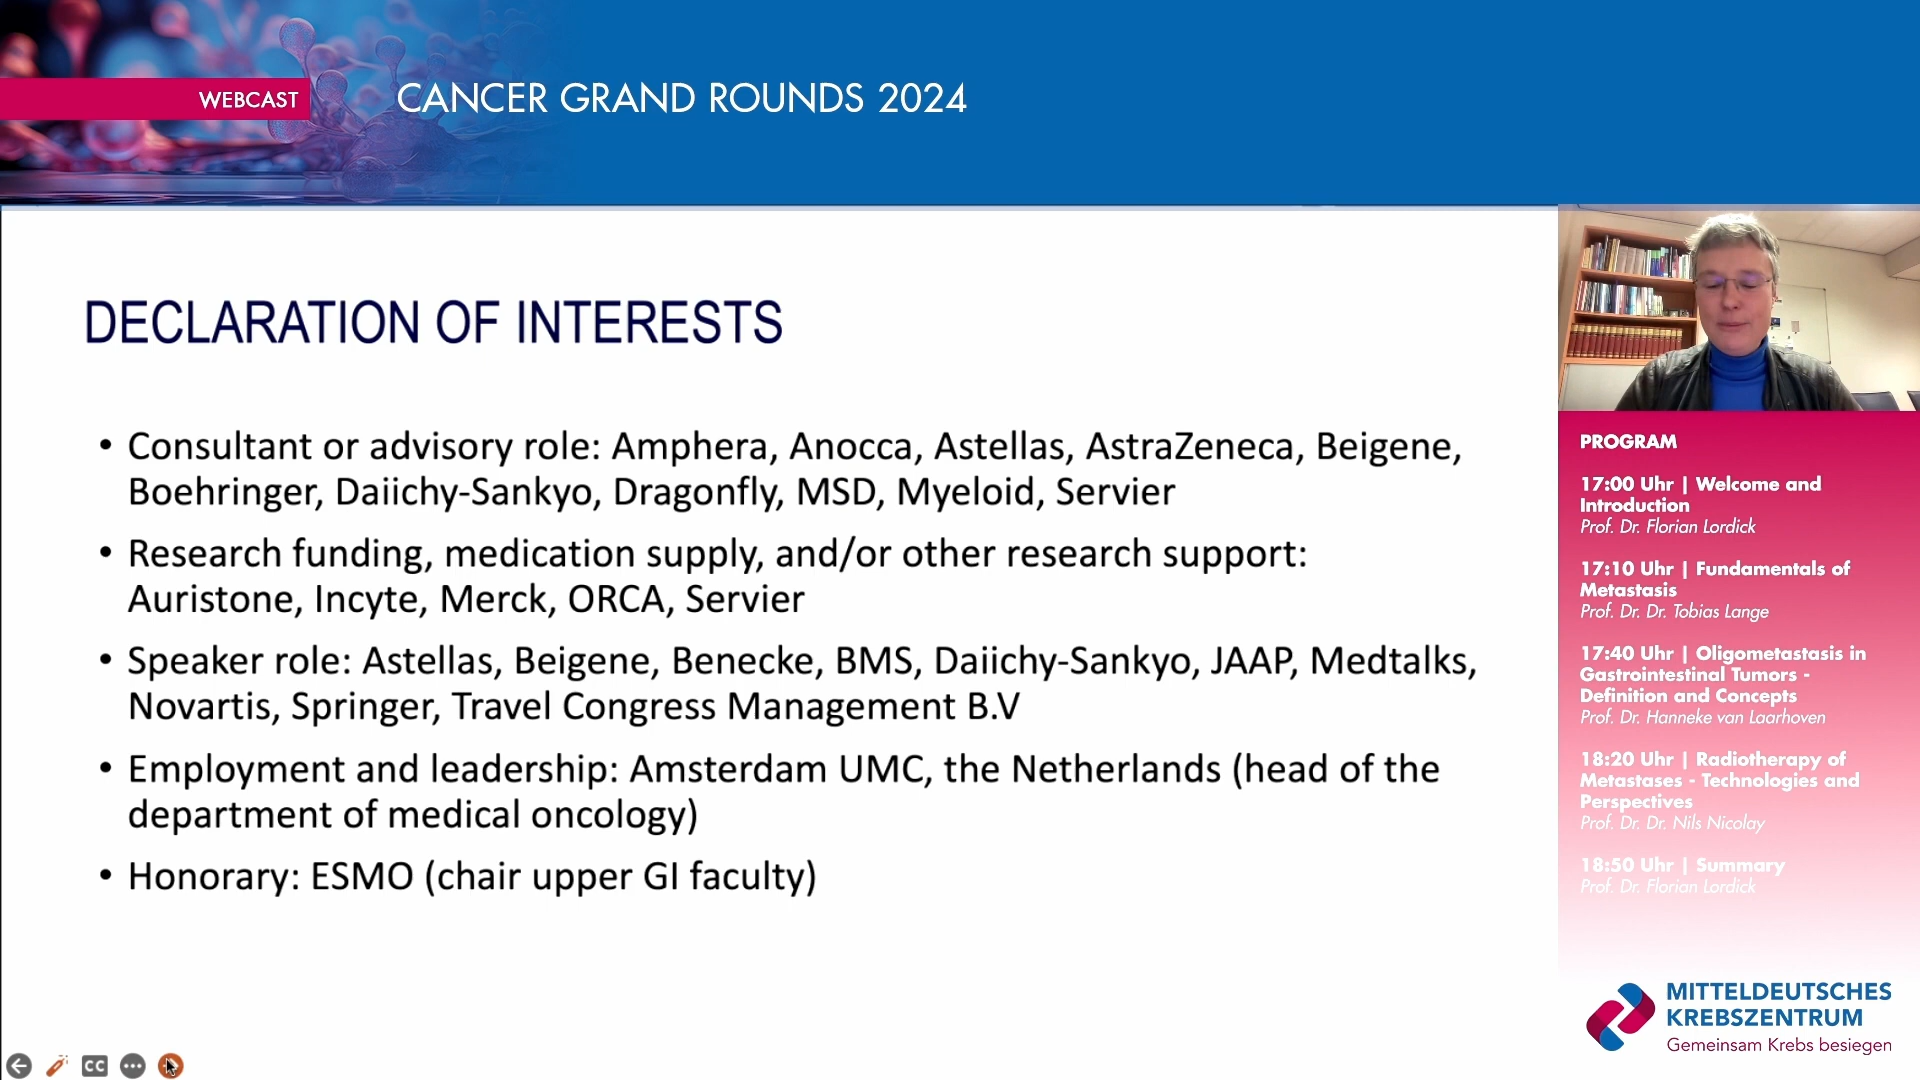 WEBCAST
CANCER GRAND ROUNDS 2024
DECLARATION OF INTERESTS
• Consultant or advisory role: Amphera, Anocca, Astellas, AstraZeneca, Beigene,
Boehringer, Daiichy-Sankyo, Dragonfly, MSD, Myeloid, Servier
• Research funding, medication supply, and/or other research support:
Auristone, Incyte, Merck, ORCA, Servier
• Speaker role: Astellas, Beigene, Benecke, BMS, Daiichy-Sankyo, JAAP, Medtalks,
Novartis, Springer, Travel Congress Management B.V
• Employment and leadership: Amsterdam UMC, the Netherlands (head of the
department of medical oncology)
• Honorary: ESMO (chair upper GI faculty)
CC
PROGRAM
17:00 Uhr | Welcome and
Introduction
Prof. Dr. Florian Lordick
17:10 Uhr | Fundamentals of
Metastasis
Prof. Dr. Dr. Tobias Lange
17:40 Uhr | Oligometastasis in
Gastrointestinal Tumors -
Definition and Concepts
Prof. Dr. Hanneke van Laarhoven
18:20 Uhr | Radiotherapy of
Metastases - Technologies and
Perspectives
Prof. Dr. Dr. Nils Nicolay
18:50 Uhr | Summary
Prof. Dr. Florian Lordick
MITTELDEUTSCHES
KREBSZENTRUM
Gemeinsam Krebs besiegen